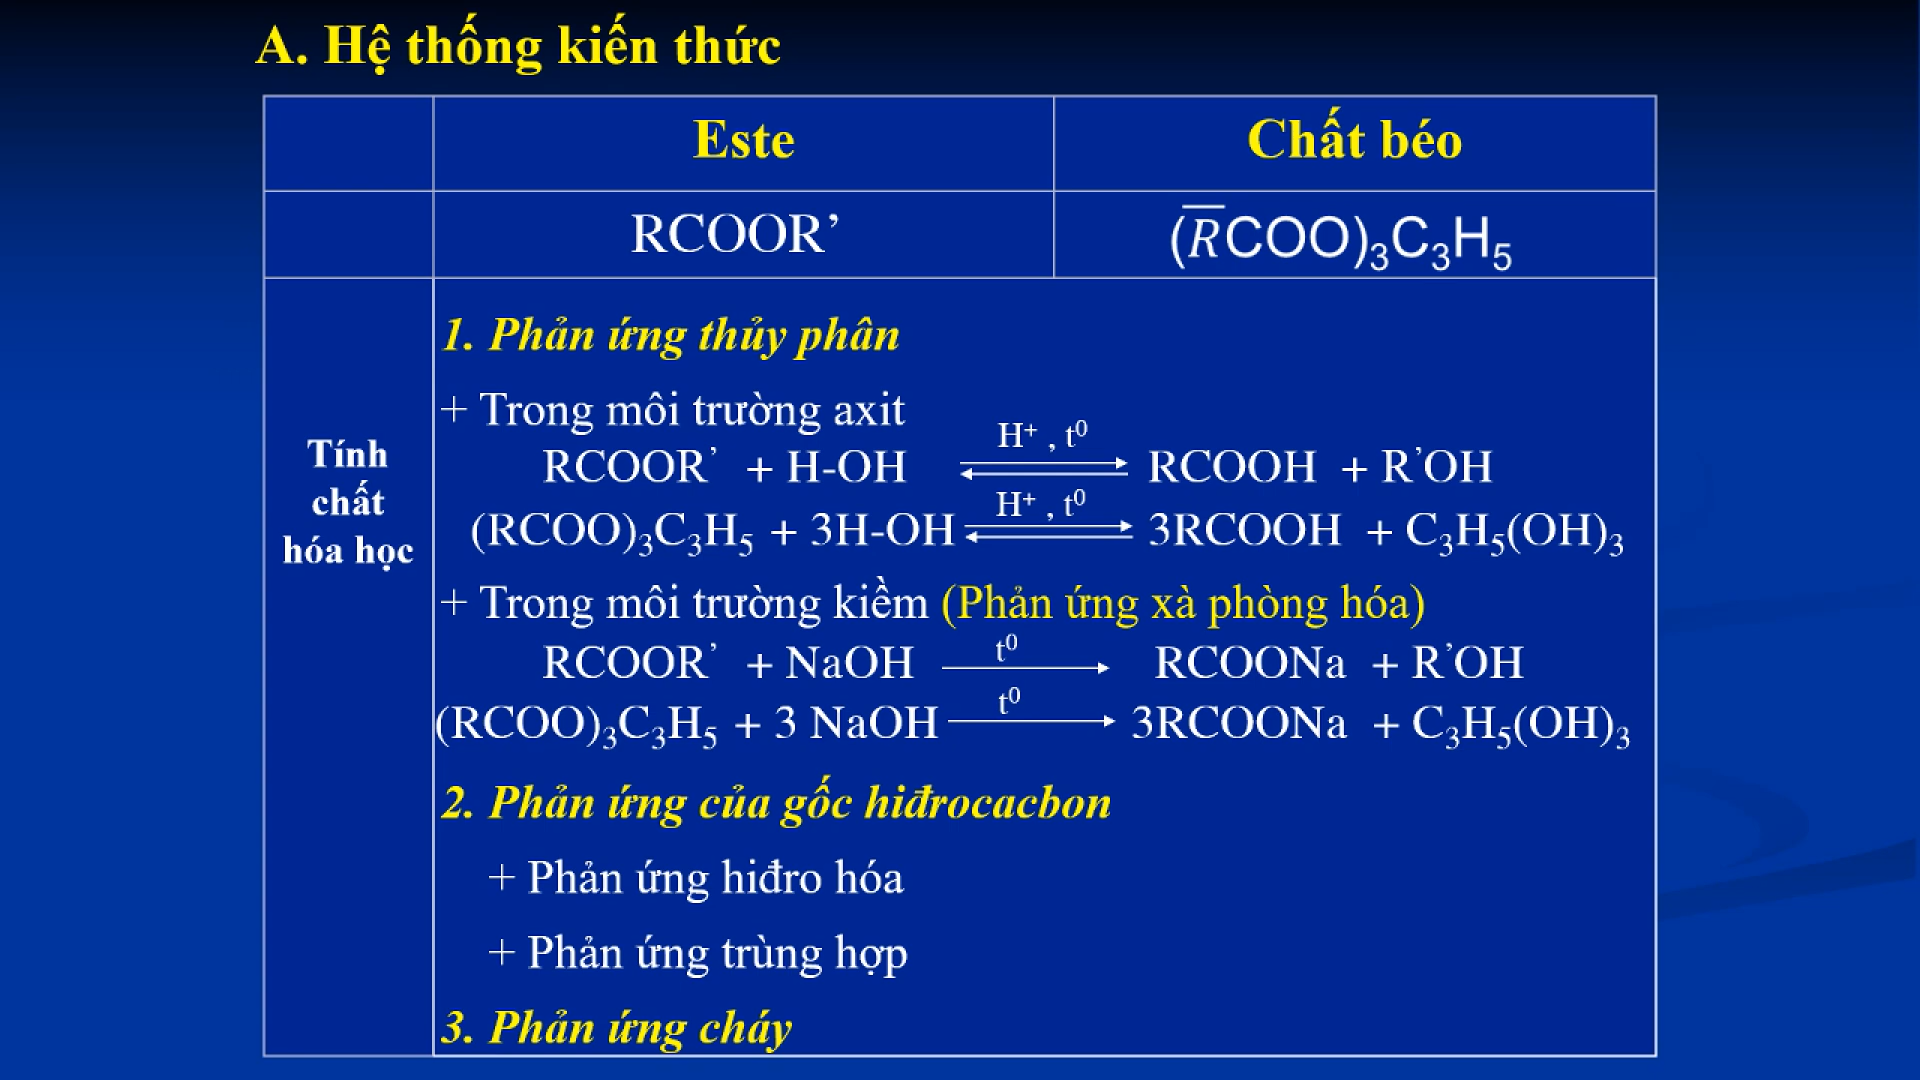 A. Hệ thống kiến thức
Este
Chất béo
RCOOR’
(R̅COO)₃C₃H₅
Tính
chất
hóa học
1. Phản ứng thủy phân
+ Trong môi trường axit
RCOOR’ + H-OH ⇄ (H⁺ , t⁰) RCOOH + R’OH
(RCOO)₃C₃H₅ + 3H-OH ⇄ (H⁺ , t⁰) 3RCOOH + C₃H₅(OH)₃
+ Trong môi trường kiềm (Phản ứng xà phòng hóa)
RCOOR’ + NaOH → (t⁰) RCOONa + R’OH
(RCOO)₃C₃H₅ + 3 NaOH → (t⁰) 3RCOONa + C₃H₅(OH)₃
2. Phản ứng của gốc hiđrocacbon
+ Phản ứng hiđro hóa
+ Phản ứng trùng hợp
3. Phản ứng cháy